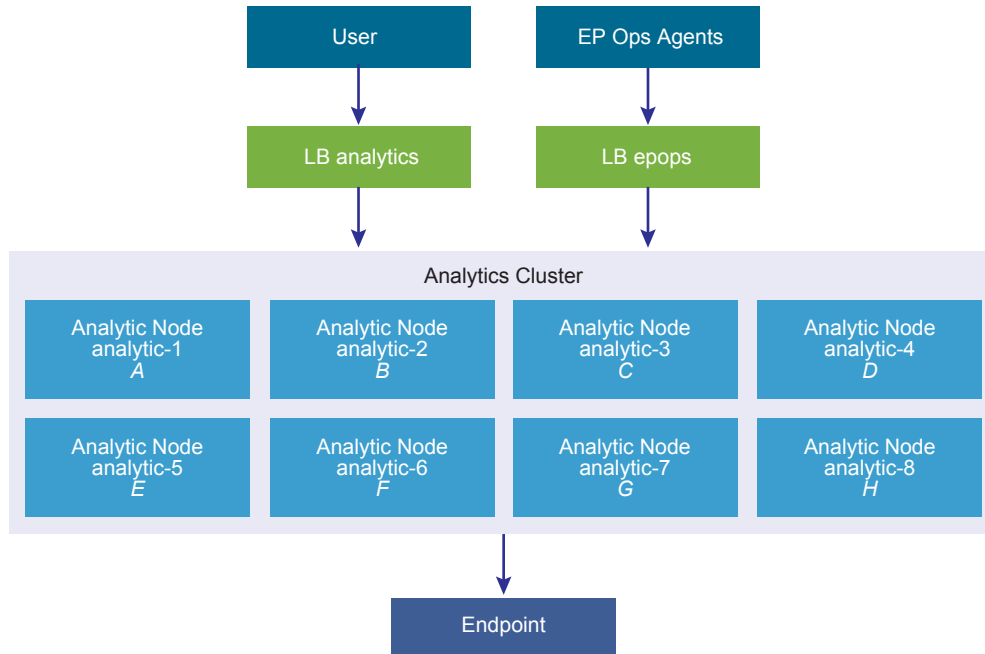 User
EP Ops Agents
LB analytics
LB epops
Analytics Cluster
Analytic Node
analytic-1
A
Analytic Node
analytic-2
B
Analytic Node
analytic-3
C
Analytic Node
analytic-4
D
Analytic Node
analytic-5
E
Analytic Node
analytic-6
F
Analytic Node
analytic-7
G
Analytic Node
analytic-8
H
Endpoint